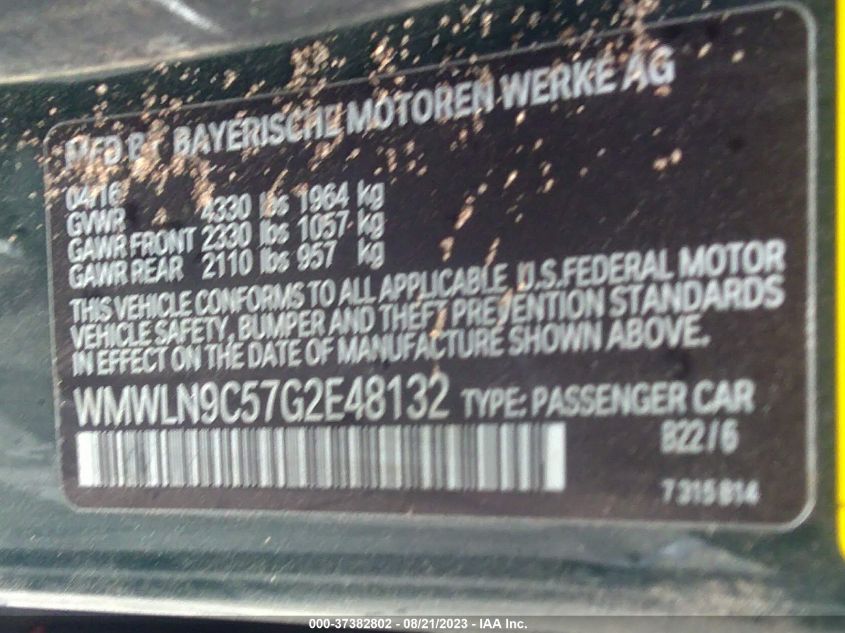 MFD BY BAYERISCHE MOTOREN WERKE AG
04/16
GVWR 4330 lbs 1964 kg
GAWR FRONT 2330 lbs 1057 kg
GAWR REAR 2110 lbs 957 kg
THIS VEHICLE CONFORMS TO ALL APPLICABLE U.S.FEDERAL MOTOR
VEHICLE SAFETY, BUMPER AND THEFT PREVENTION STANDARDS
IN EFFECT ON THE DATE OF MANUFACTURE SHOWN ABOVE.
WMWLN9C57G2E48132 TYPE: PASSENGER CAR
B22/6
7315814
000-37382802 - 08/21/2023 - IAA Inc.